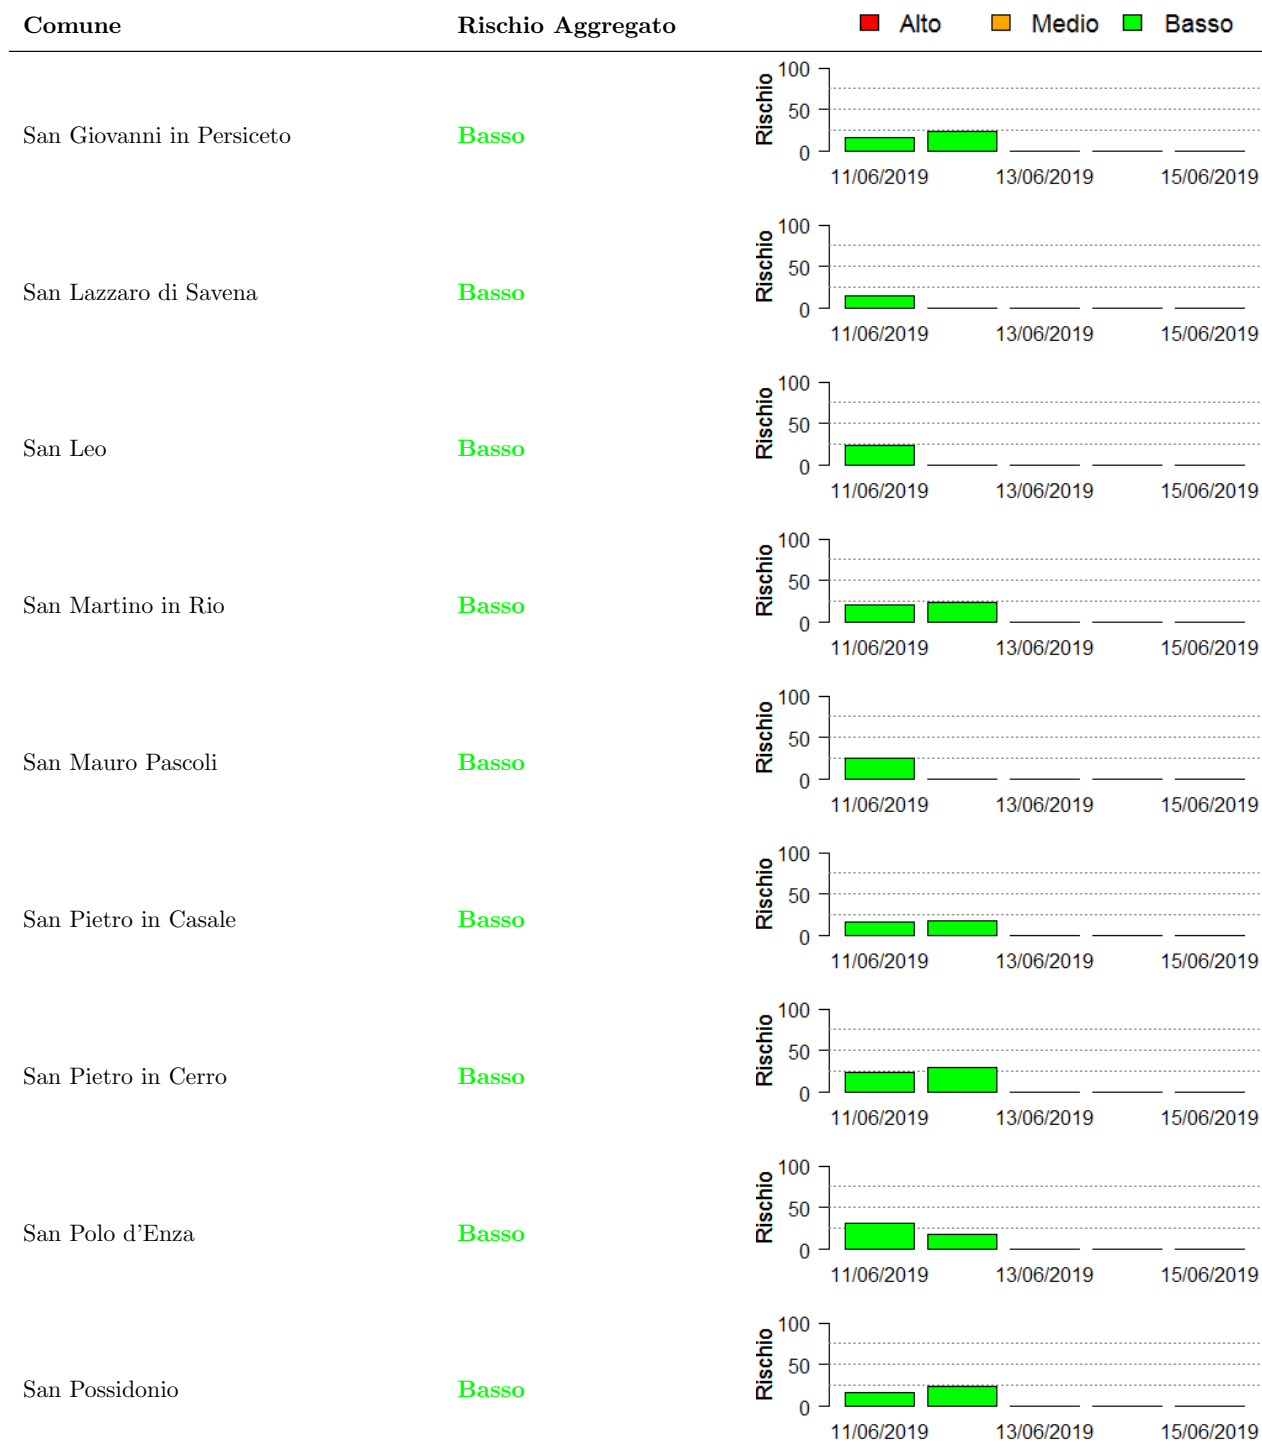 Comune Rischio Aggregato Alto Medio Basso
San Giovanni in Persiceto Basso
Rischio
100
50
0
11/06/2019 13/06/2019 15/06/2019
San Lazzaro di Savena Basso
Rischio
100
50
0
11/06/2019 13/06/2019 15/06/2019
San Leo Basso
Rischio
100
50
0
11/06/2019 13/06/2019 15/06/2019
San Martino in Rio Basso
Rischio
100
50
0
11/06/2019 13/06/2019 15/06/2019
San Mauro Pascoli Basso
Rischio
100
50
0
11/06/2019 13/06/2019 15/06/2019
San Pietro in Casale Basso
Rischio
100
50
0
11/06/2019 13/06/2019 15/06/2019
San Pietro in Cerro Basso
Rischio
100
50
0
11/06/2019 13/06/2019 15/06/2019
San Polo d'Enza Basso
Rischio
100
50
0
11/06/2019 13/06/2019 15/06/2019
San Possidonio Basso
Rischio
100
50
0
11/06/2019 13/06/2019 15/06/2019